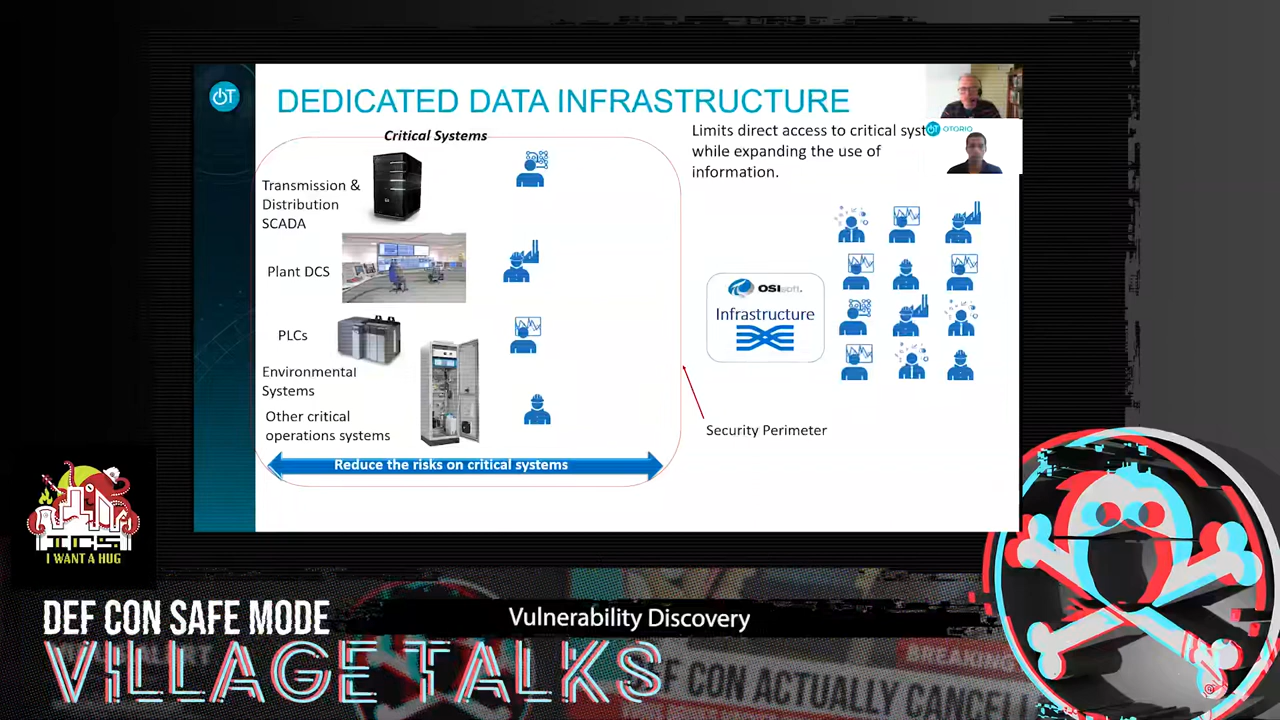 DEDICATED DATA INFRASTRUCTURE
Critical Systems
Transmission &
Distribution
SCADA
Plant DCS
PLCs
Environmental
Systems
Other critical
operations systems
Reduce the risks on critical systems
Limits direct access to critical syst
while expanding the use of
information.
OTORIO
OSIsoft.
Infrastructure
Security Perimeter
ICS
I WANT A HUG
DEF CON SAFE MODE
VILLAGE TALKS
Vulnerability Discovery
BREAKING
DEF CON ACTUALLY CANCELL